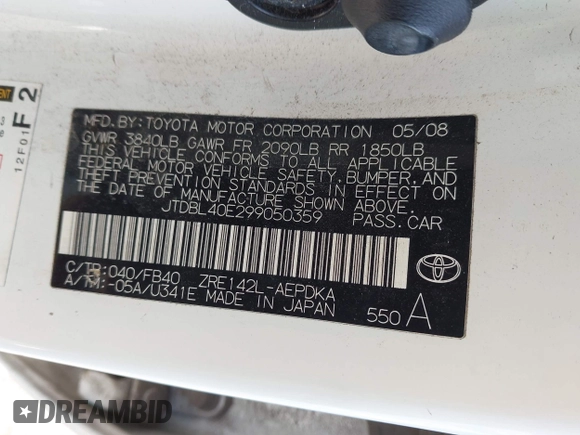 MFD.BY:TOYOTA MOTOR CORPORATION 05/08
GVWR 3840LB GAWR FR 2090LB RR 1850LB
THIS VEHICLE CONFORMS TO ALL APPLICABLE
FEDERAL MOTOR VEHICLE SAFETY, BUMPER, AND
THEFT PREVENTION STANDARDS IN EFFECT ON
THE DATE OF MANUFACTURE SHOWN ABOVE.
JTDBL40E299050359 PASS.CAR
C/TR:040/FB40 ZRE142L-AEPDKA
A/TM:-05A/U341E MADE IN JAPAN
TOYOTA
550 A
12F01
F 2
DREAMBID